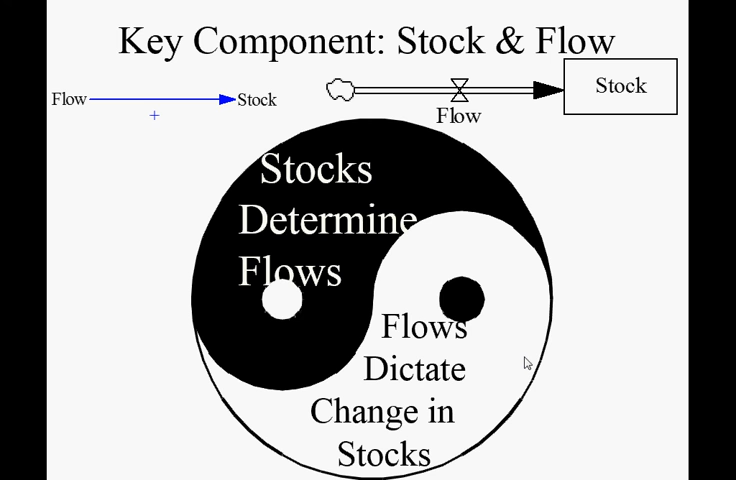 Key Component: Stock & Flow
Flow
Stock
+
Flow
Stock
Stocks
Determine
Flows
Flows
Dictate
Change in
Stocks